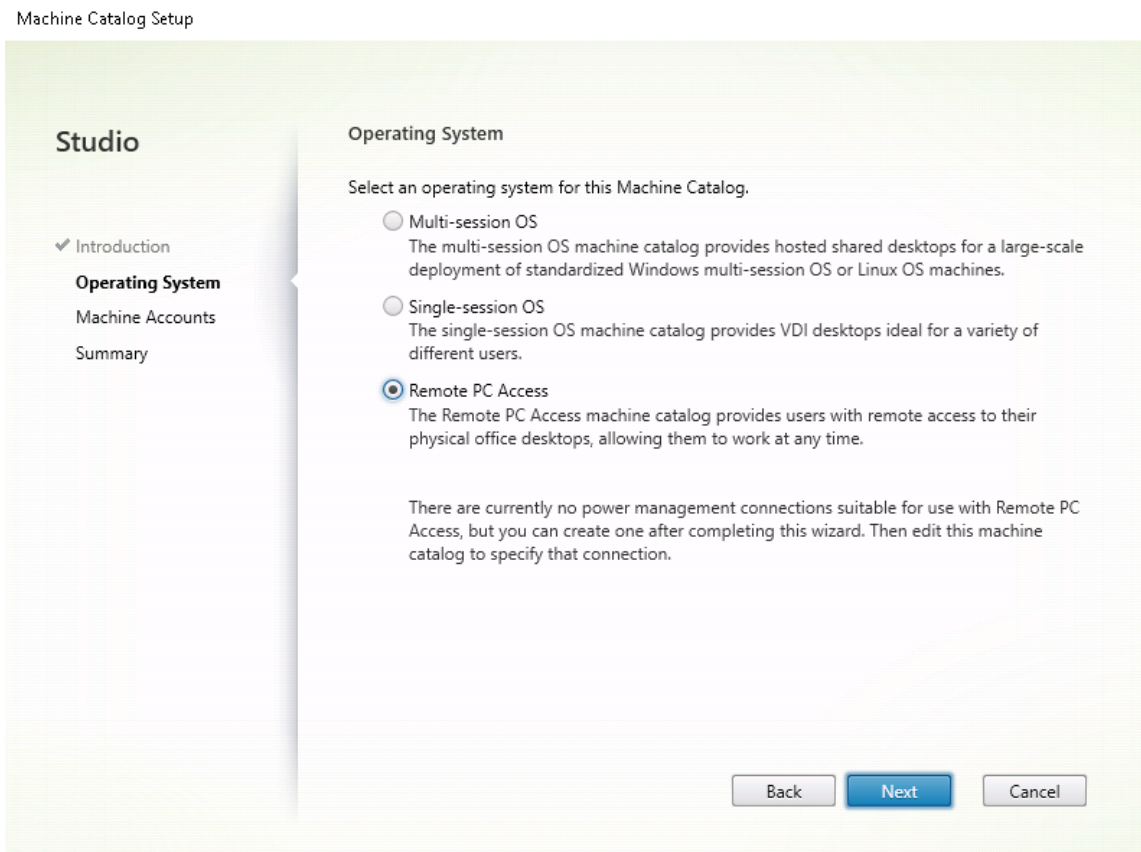 Machine Catalog Setup
Studio
Introduction
Operating System
Machine Accounts
Summary
Operating System
Select an operating system for this Machine Catalog.
Multi-session OS
The multi-session OS machine catalog provides hosted shared desktops for a large-scale
deployment of standardized Windows multi-session OS or Linux OS machines.
Single-session OS
The single-session OS machine catalog provides VDI desktops ideal for a variety of
different users.
Remote PC Access
The Remote PC Access machine catalog provides users with remote access to their
physical office desktops, allowing them to work at any time.
There are currently no power management connections suitable for use with Remote PC
Access, but you can create one after completing this wizard. Then edit this machine
catalog to specify that connection.
Back
Next
Cancel